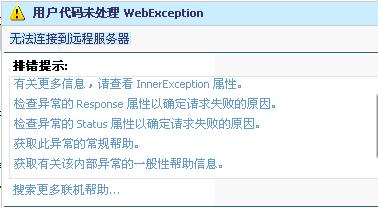 用户代码未处理 WebException
无法连接到远程服务器
排错提示:
有关更多信息，请查看 InnerException 属性。
检查异常的 Response 属性以确定请求失败的原因。
检查异常的 Status 属性以确定请求失败的原因。
获取此异常的常规帮助。
获取有关该内部异常的一般性帮助信息。
搜索更多联机帮助...